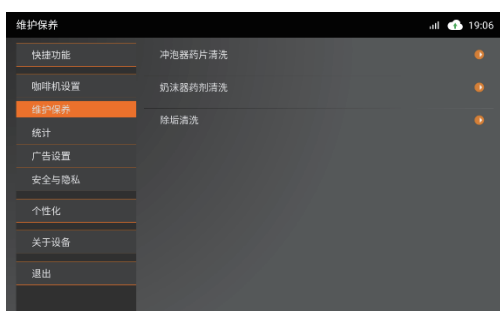 维护保养
19:06
快捷功能
咖啡机设置
维护保养
统计
广告设置
安全与隐私
个性化
关于设备
退出
冲泡器药片清洗
奶沫器药剂清洗
除垢清洗